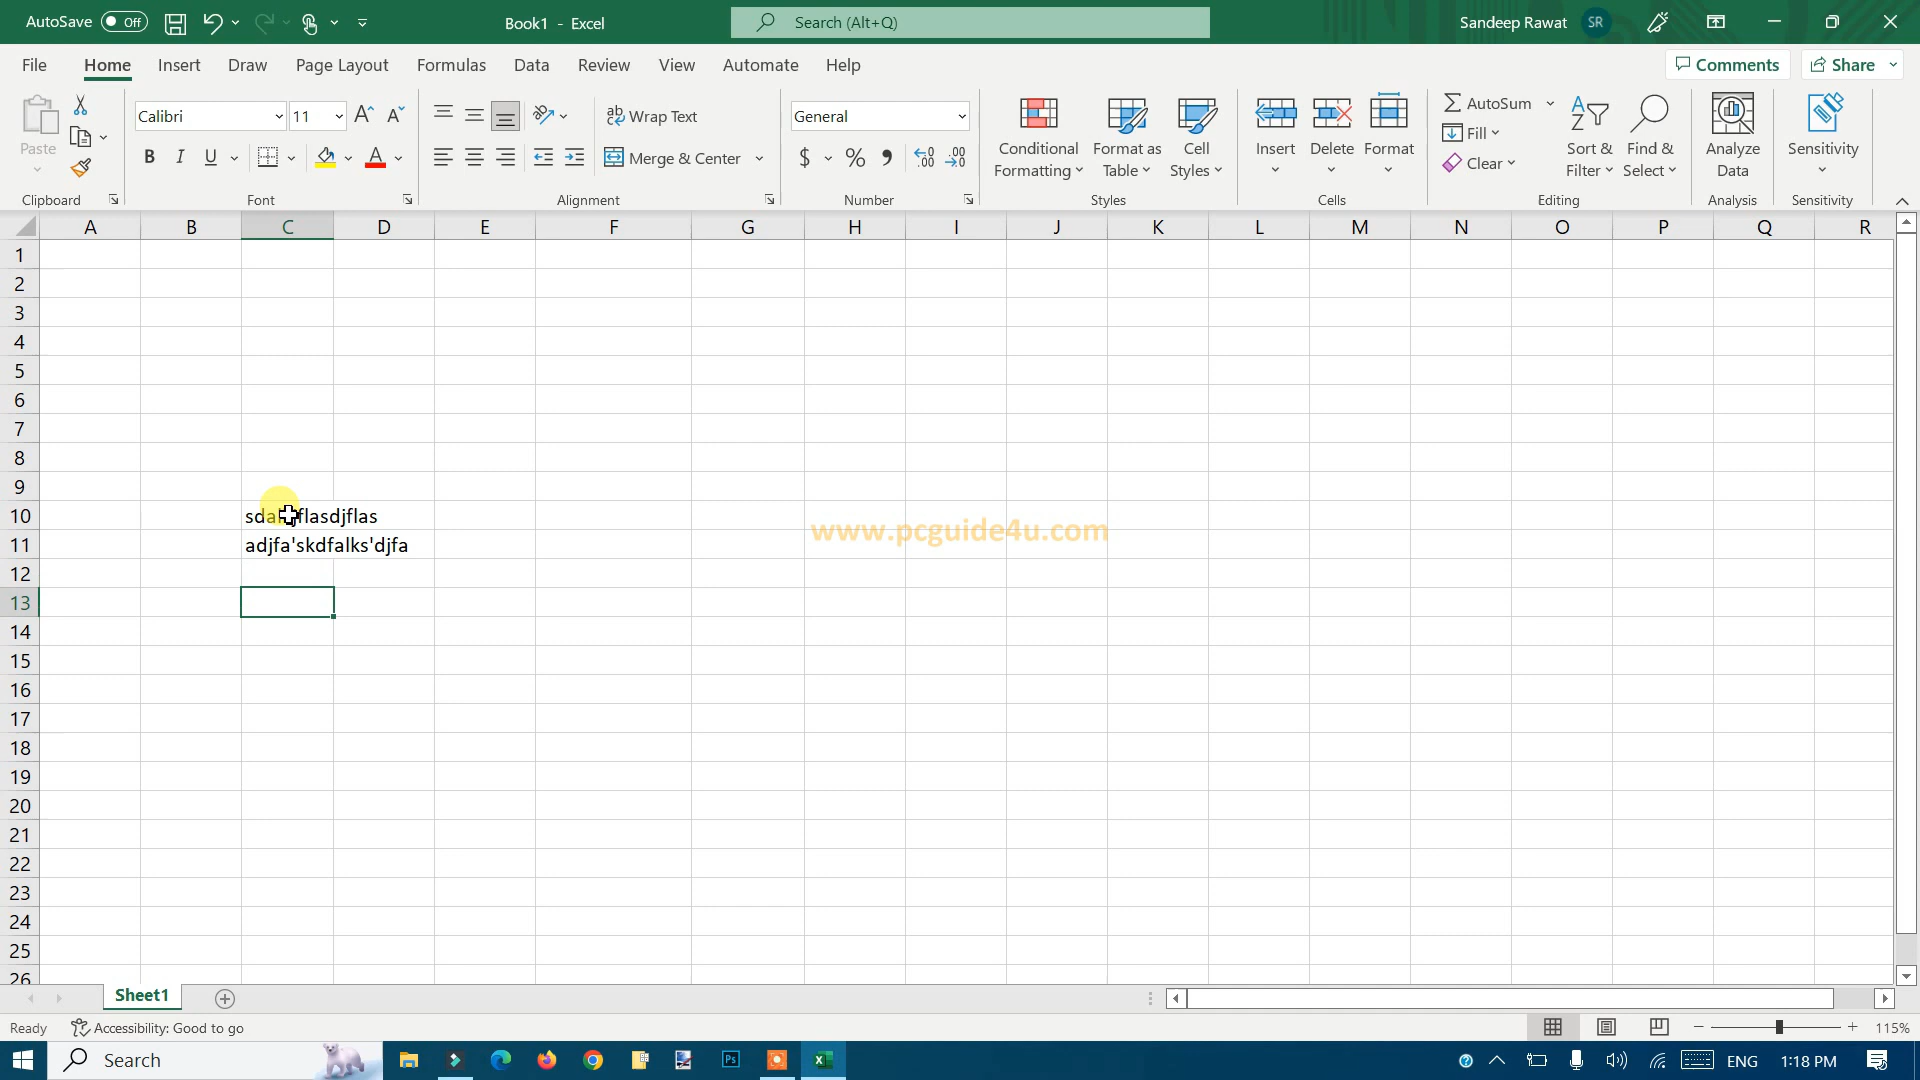 AutoSave Off Book1 - Excel Search (Alt+Q) Sandeep Rawat SR
File Home Insert Draw Page Layout Formulas Data Review View Automate Help Comments Share
Paste Calibri 11 Wrap Text General Conditional Formatting Format as Table Cell Styles Insert Delete Format AutoSum Sort & Filter Find & Select Analyze Data Sensitivity
B I U Merge & Center $ % Fill
Clear
Clipboard Font Alignment Number Styles Cells Editing Analysis Sensitivity
A B C D E F G H I J K L M N O P Q R
1
2
3
4
5
6
7
8
9
10
11 adjfa'skdfalks'djfa www.pcguide4u.com
12
13
14
15
16
17
18
19
20
21
22
23
24
25
26
Sheet1
Ready Accessibility: Good to go 115%
Search Ps ENG 1:18 PM